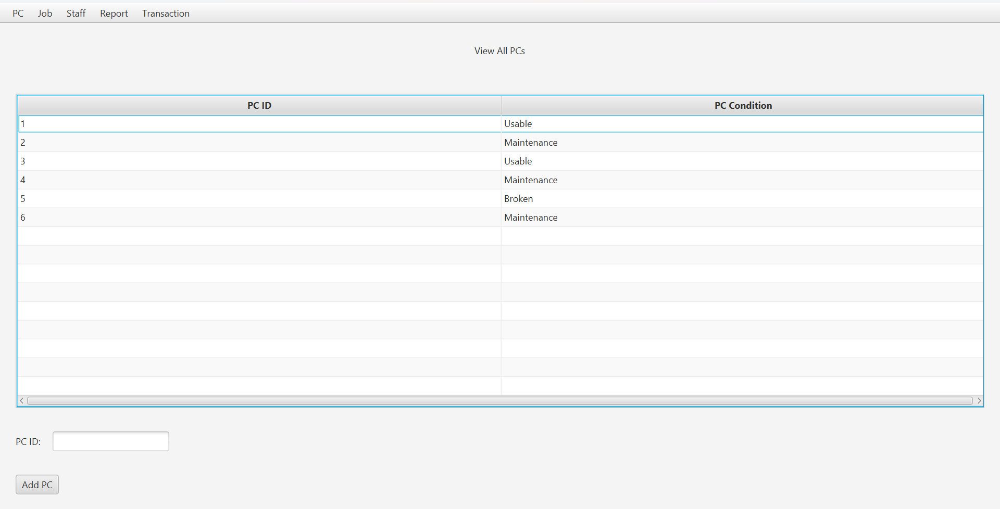 PC Job Staff Report Transaction
View All PCs
PC ID PC Condition
1 Usable
2 Maintenance
3 Usable
4 Maintenance
5 Broken
6 Maintenance
PC ID:
Add PC